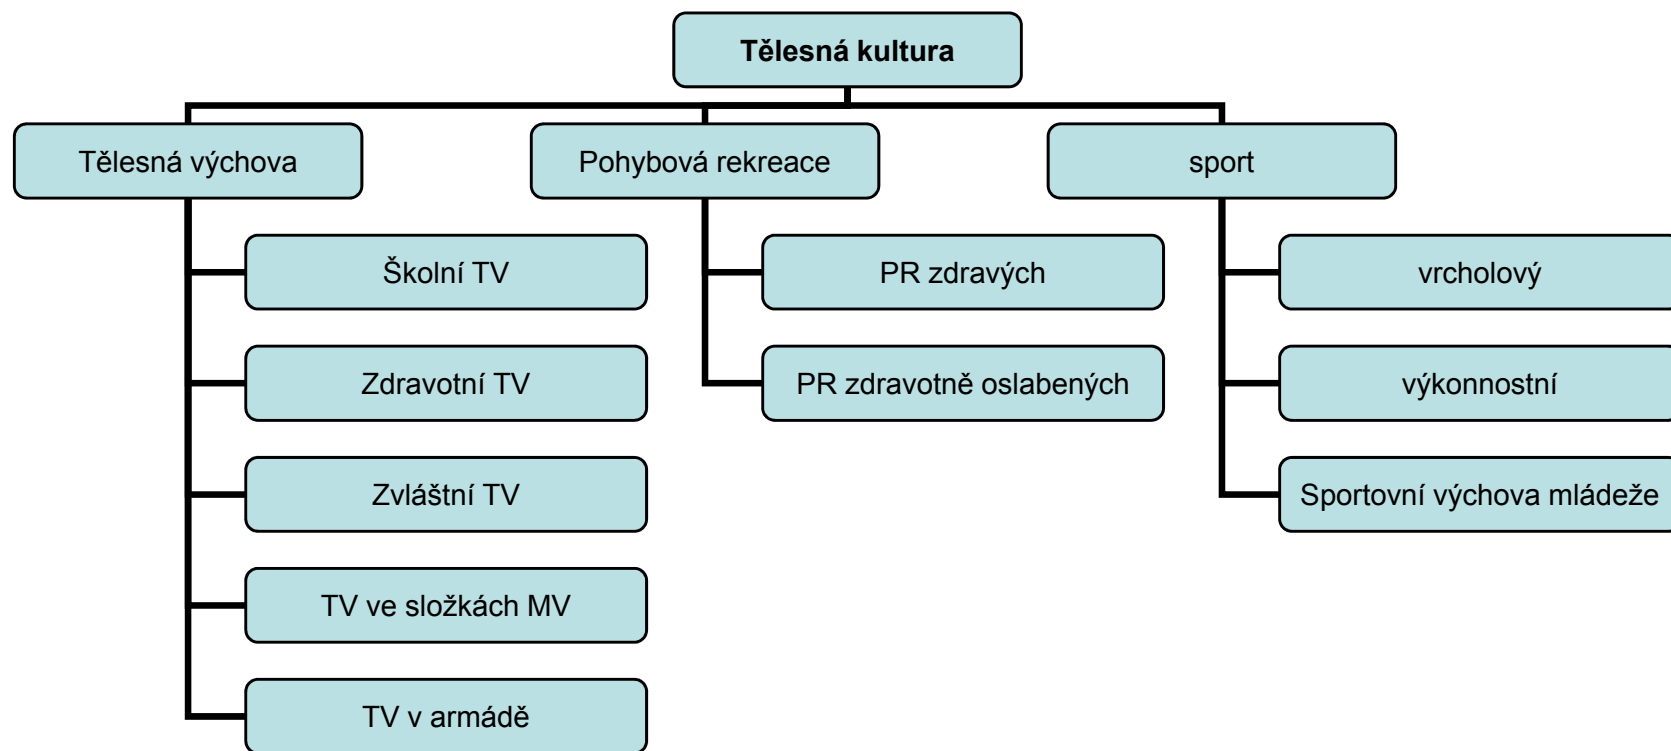 Tělesná kultura
Tělesná výchova
Pohybová rekreace
sport
Školní TV
PR zdravých
vrcholový
Zdravotní TV
PR zdravotně oslabených
výkonnostní
Zvláštní TV
Sportovní výchova mládeže
TV ve složkách MV
TV v armádě